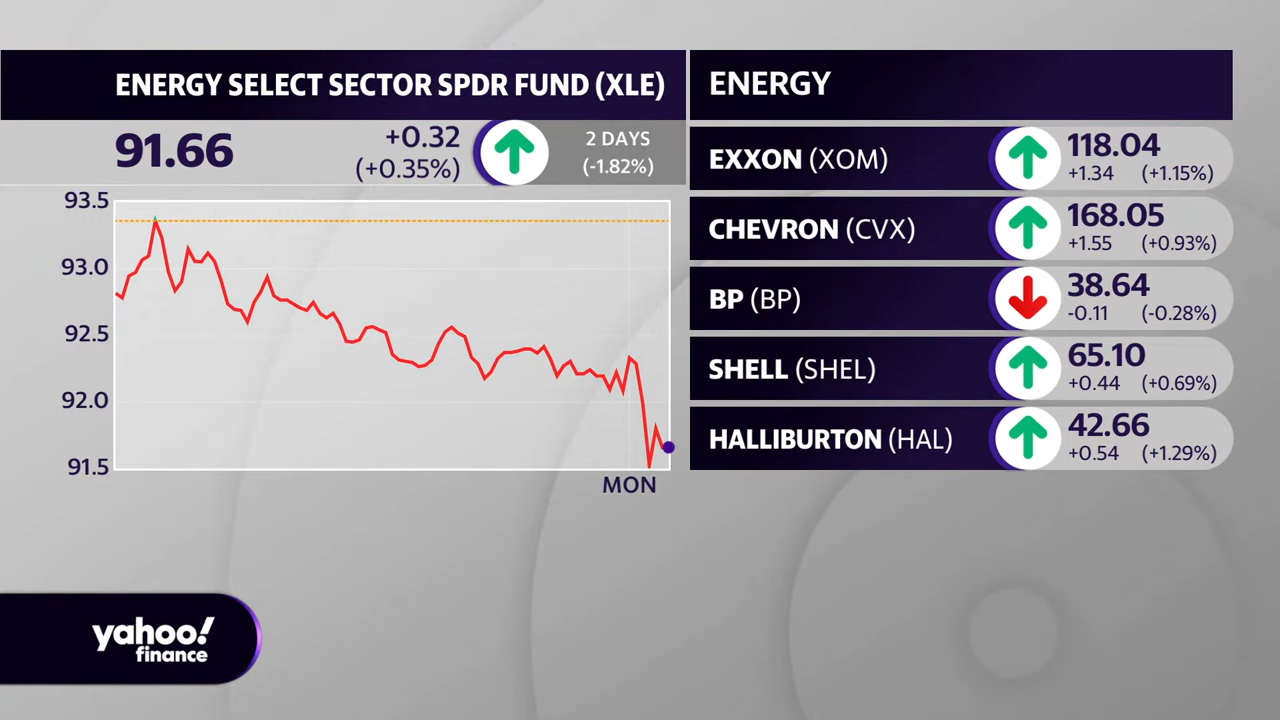 ENERGY SELECT SECTOR SPDR FUND (XLE)
91.66
+0.32
(+0.35%)
2 DAYS
(-1.82%)
93.5
93.0
92.5
92.0
91.5
MON
ENERGY
EXXON (XOM)
118.04
+1.34 (+1.15%)
CHEVRON (CVX)
168.05
+1.55 (+0.93%)
BP (BP)
38.64
-0.11 (-0.28%)
SHELL (SHEL)
65.10
+0.44 (+0.69%)
HALLIBURTON (HAL)
42.66
+0.54 (+1.29%)
yahoo!
finance